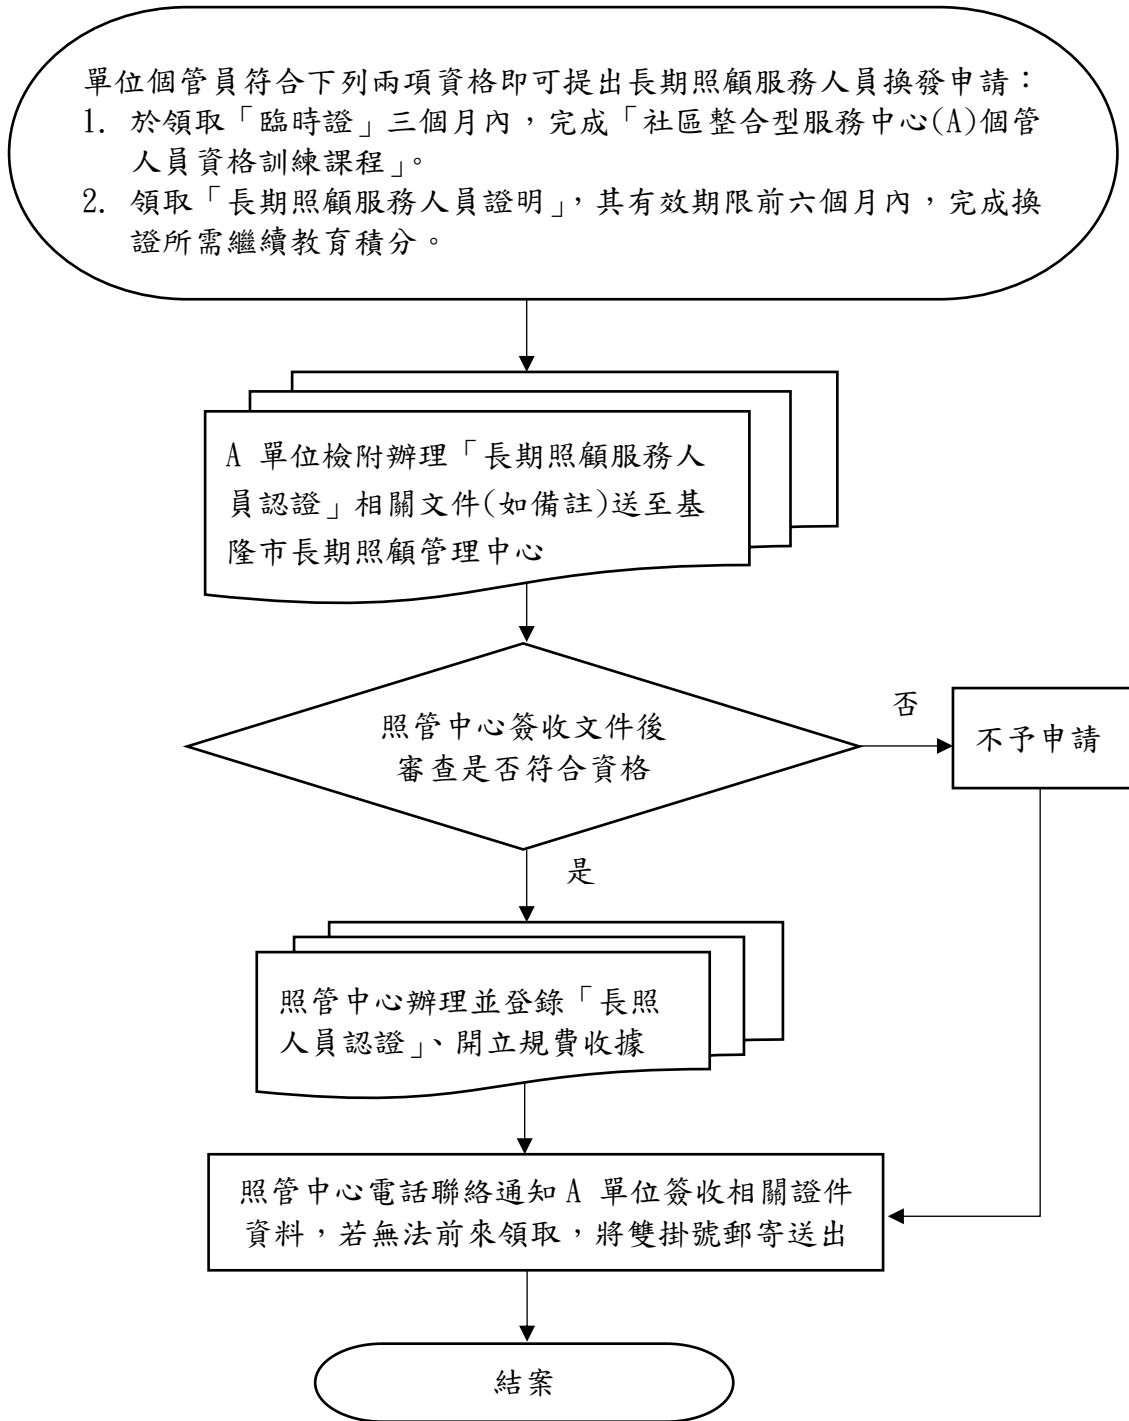 單位個管員符合下列兩項資格即可提出長期照顧服務人員換發申請：
1. 於領取「臨時證」三個月內，完成「社區整合型服務中心(A)個管
人員資格訓練課程」。
2. 領取「長期照顧服務人員證明」，其有效期限前六個月內，完成換
證所需繼續教育積分。
A 單位檢附辦理「長期照顧服務人
員認證」相關文件(如備註)送至基
隆市長期照顧管理中心
照管中心簽收文件後
審查是否符合資格
否
不予申請
是
照管中心辦理並登錄「長照
人員認證」、開立規費收據
照管中心電話聯絡通知 A 單位簽收相關證件
資料，若無法前來領取，將雙掛號郵寄送出
結案